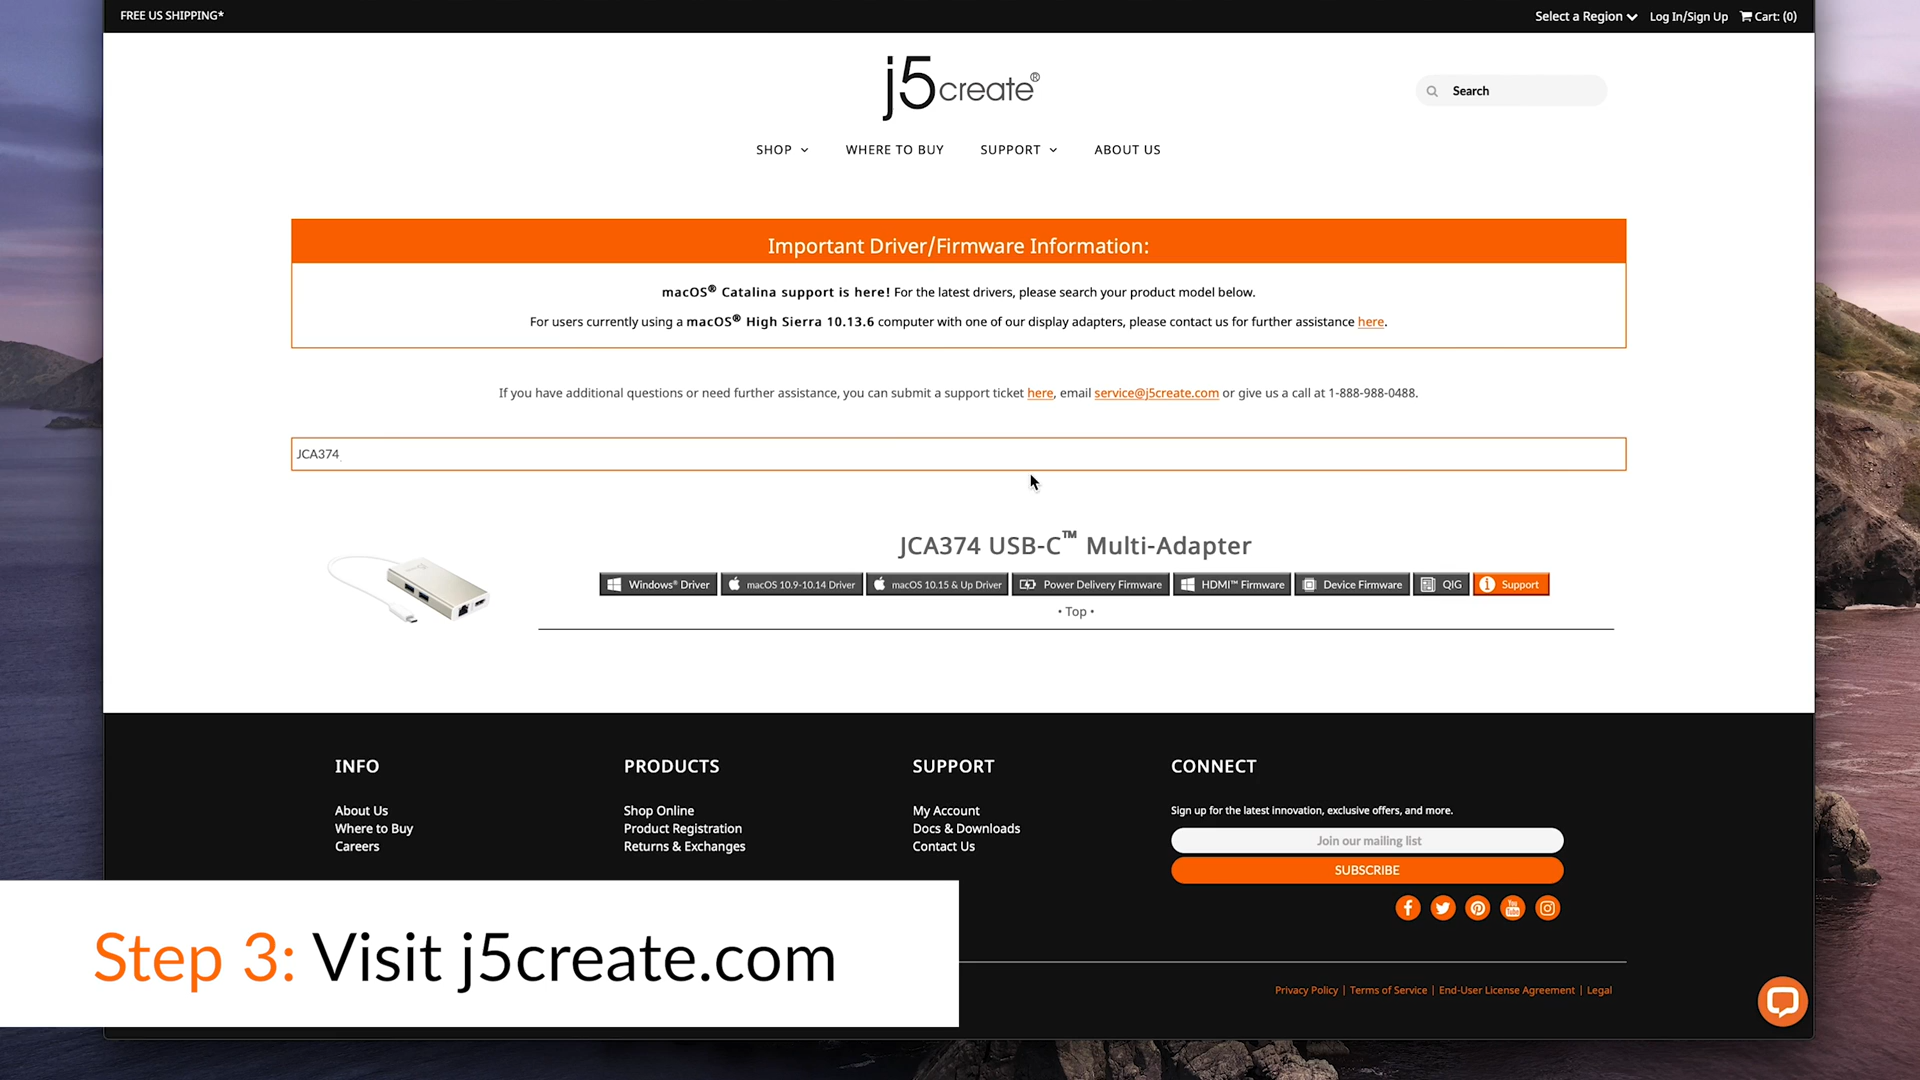 FREE US SHIPPING*
Select a Region Log In/Sign Up Cart: (0)
j5create®
Search
SHOP WHERE TO BUY SUPPORT ABOUT US
Important Driver/Firmware Information:
macOS® Catalina support is here! For the latest drivers, please search your product model below.
For users currently using a macOS® High Sierra 10.13.6 computer with one of our display adapters, please contact us for further assistance here.
If you have additional questions or need further assistance, you can submit a support ticket here, email service@j5create.com or give us a call at 1-888-988-0488.
JCA374
JCA374 USB-C™ Multi-Adapter
Windows® Driver macOS 10.9-10.14 Driver macOS 10.15 & Up Driver Power Delivery Firmware HDMI™ Firmware Device Firmware QIG Support
• Top •
INFO
About Us
Where to Buy
Careers
PRODUCTS
Shop Online
Product Registration
Returns & Exchanges
SUPPORT
My Account
Docs & Downloads
Contact Us
CONNECT
Sign up for the latest innovation, exclusive offers, and more.
Join our mailing list
SUBSCRIBE
You Tube
Step 3: Visit j5create.com
Privacy Policy | Terms of Service | End-User License Agreement | Legal